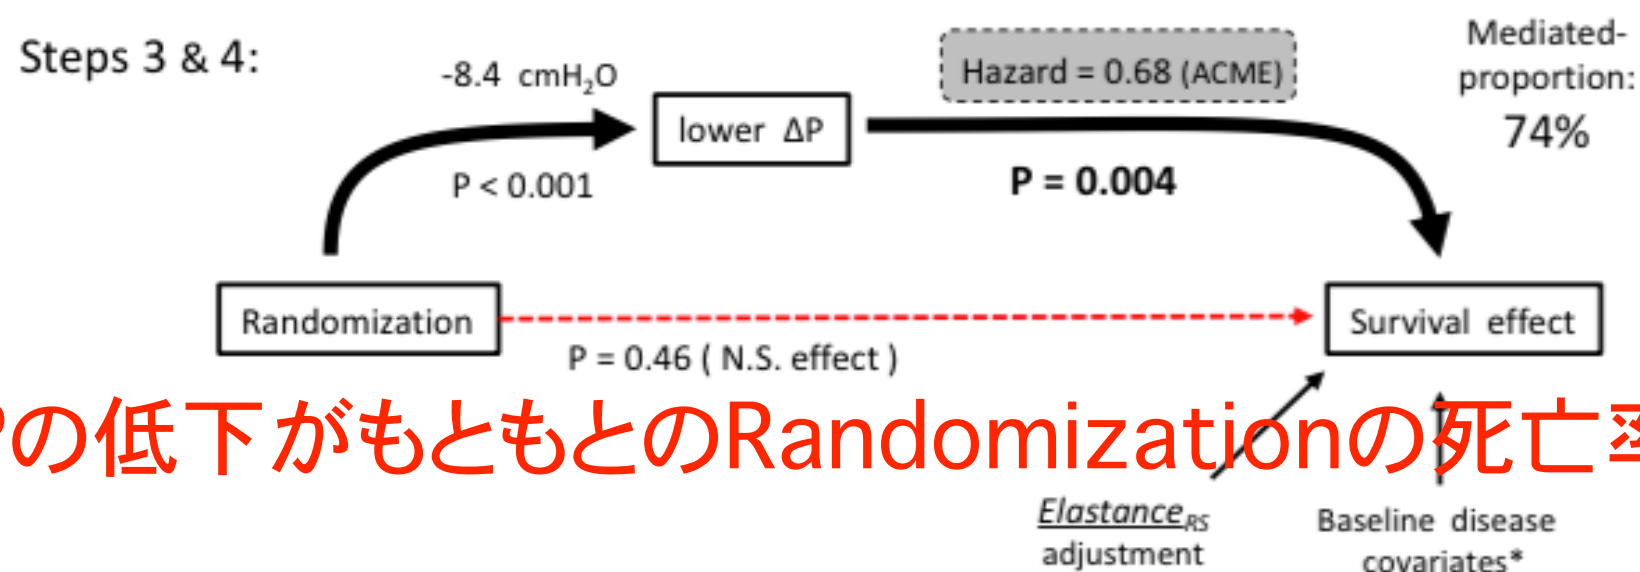 Steps 3 & 4:
-8.4 cmH₂O
P < 0.001
lower ΔP
Hazard = 0.68 (ACME)
P = 0.004
Mediated-
proportion:
74%
Randomization
P = 0.46 ( N.S. effect )
Survival effect
の低下がもともとのRandomizationの死亡
Elastance_RS
adjustment
Baseline disease
covariates*